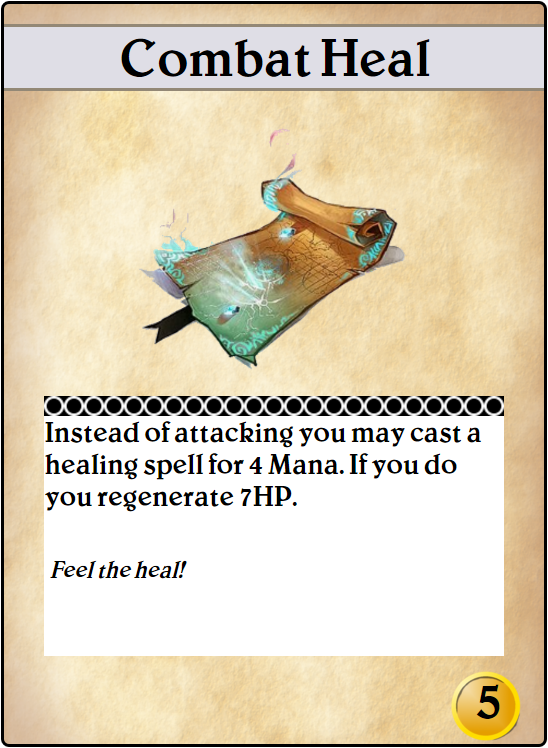 Combat Heal
Instead of attacking you may cast a
healing spell for 4 Mana. If you do
you regenerate 7HP.
Feel the heal!
5